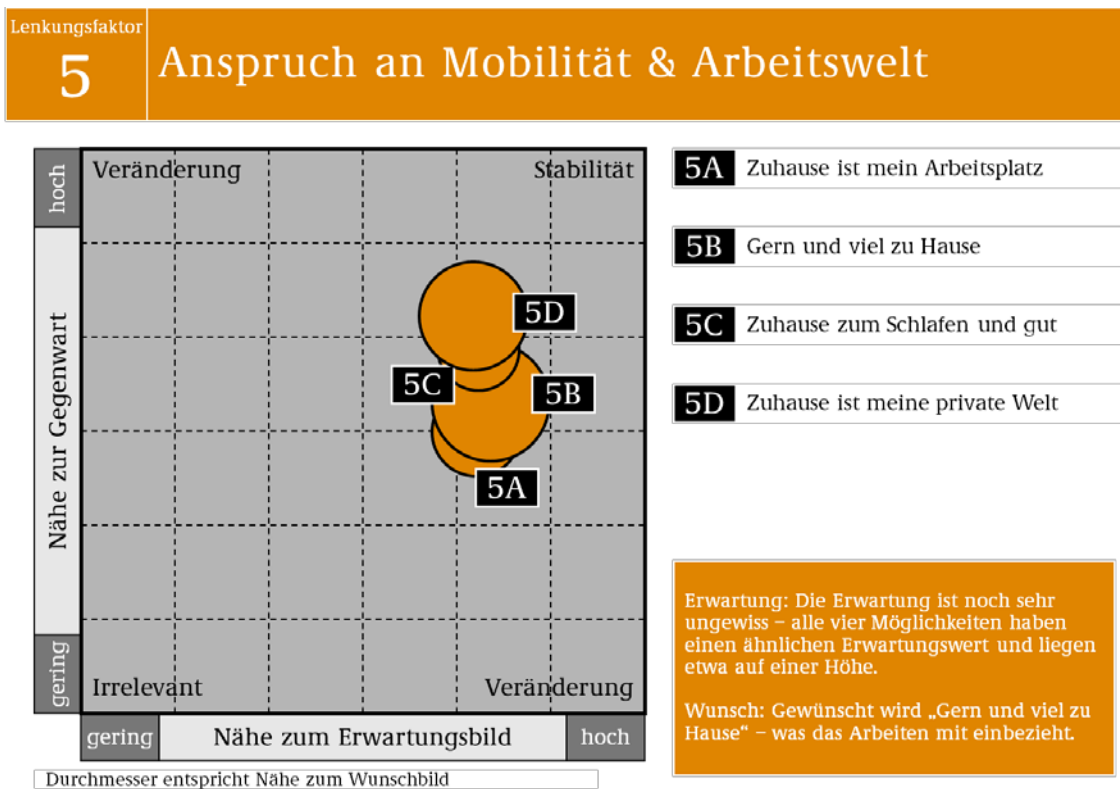 Lenkungsfaktor
5
Anspruch an Mobilität & Arbeitswelt
hoch
Nähe zur Gegenwart
gering
Veränderung
Stabilität
5D
5C
5B
5A
Irrelevant
Veränderung
gering
Nähe zum Erwartungsbild
hoch
Durchmesser entspricht Nähe zum Wunschbild
5A Zuhause ist mein Arbeitsplatz
5B Gern und viel zu Hause
5C Zuhause zum Schlafen und gut
5D Zuhause ist meine private Welt
Erwartung: Die Erwartung ist noch sehr
ungewiss – alle vier Möglichkeiten haben
einen ähnlichen Erwartungswert und liegen
etwa auf einer Höhe.
Wunsch: Gewünscht wird „Gern und viel zu
Hause“ – was das Arbeiten mit einbezieht.